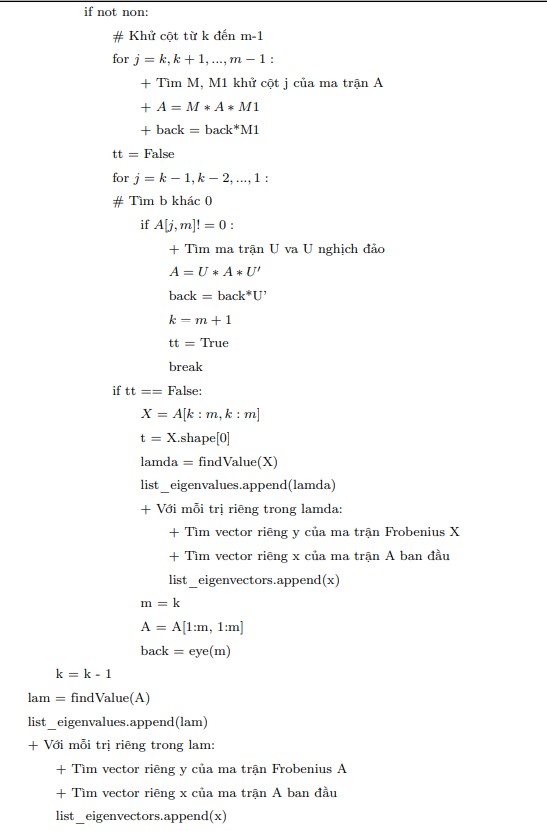 if not non:
# Khử cột từ k đến m-1
for j = k, k + 1, ..., m − 1 :
+ Tìm M, M1 khử cột j của ma trận A
+ A = M ∗ A ∗ M1
+ back = back*M1
tt = False
for j = k − 1, k − 2, ..., 1 :
# Tìm b khác 0
if A[j, m]! = 0 :
+ Tìm ma trận U va U nghịch đảo
A = U ∗ A ∗ U′
back = back*U’
k = m + 1
tt = True
break
if tt == False:
X = A[k : m, k : m]
t = X.shape[0]
lamda = findValue(X)
list_eigenvalues.append(lamda)
+ Với mỗi trị riêng trong lamda:
+ Tìm vector riêng y của ma trận Frobenius X
+ Tìm vector riêng x của ma trận A ban đầu
list_eigenvectors.append(x)
m = k
A = A[1:m, 1:m]
back = eye(m)
k = k - 1
lam = findValue(A)
list_eigenvalues.append(lam)
+ Với mỗi trị riêng trong lam:
+ Tìm vector riêng y của ma trận Frobenius A
+ Tìm vector riêng x của ma trận A ban đầu
list_eigenvectors.append(x)